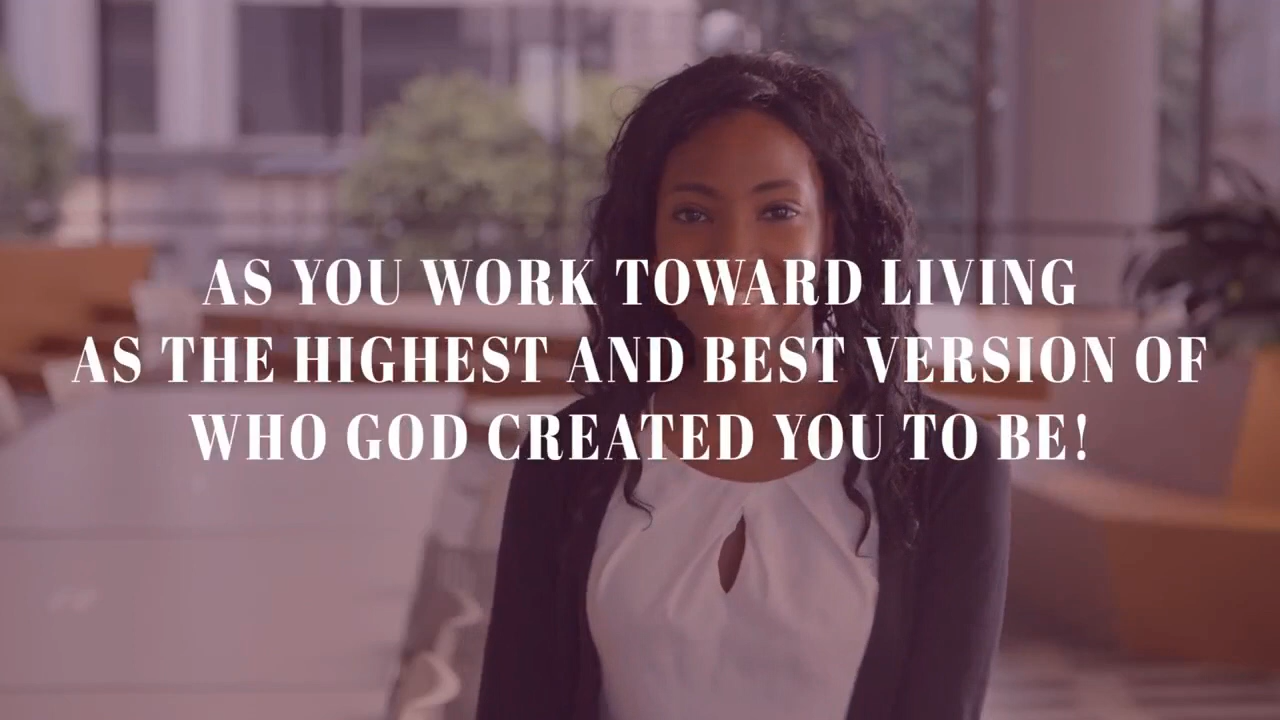 AS YOU WORK TOWARD LIVING
AS THE HIGHEST AND BEST VERSION OF
WHO GOD CREATED YOU TO BE!